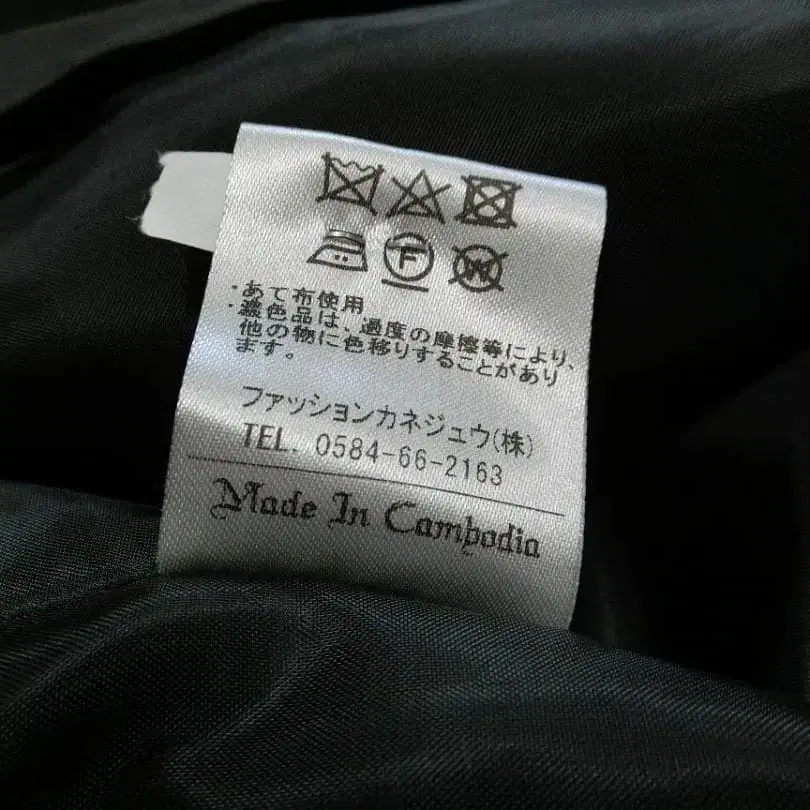 F
W
・あて布使用
・濃色品は、過度の摩擦等により、
他の物に色移りすることがあり
ます。
ファッションカネジュウ(株)
TEL. 0584-66-2163
Made In Cambodia